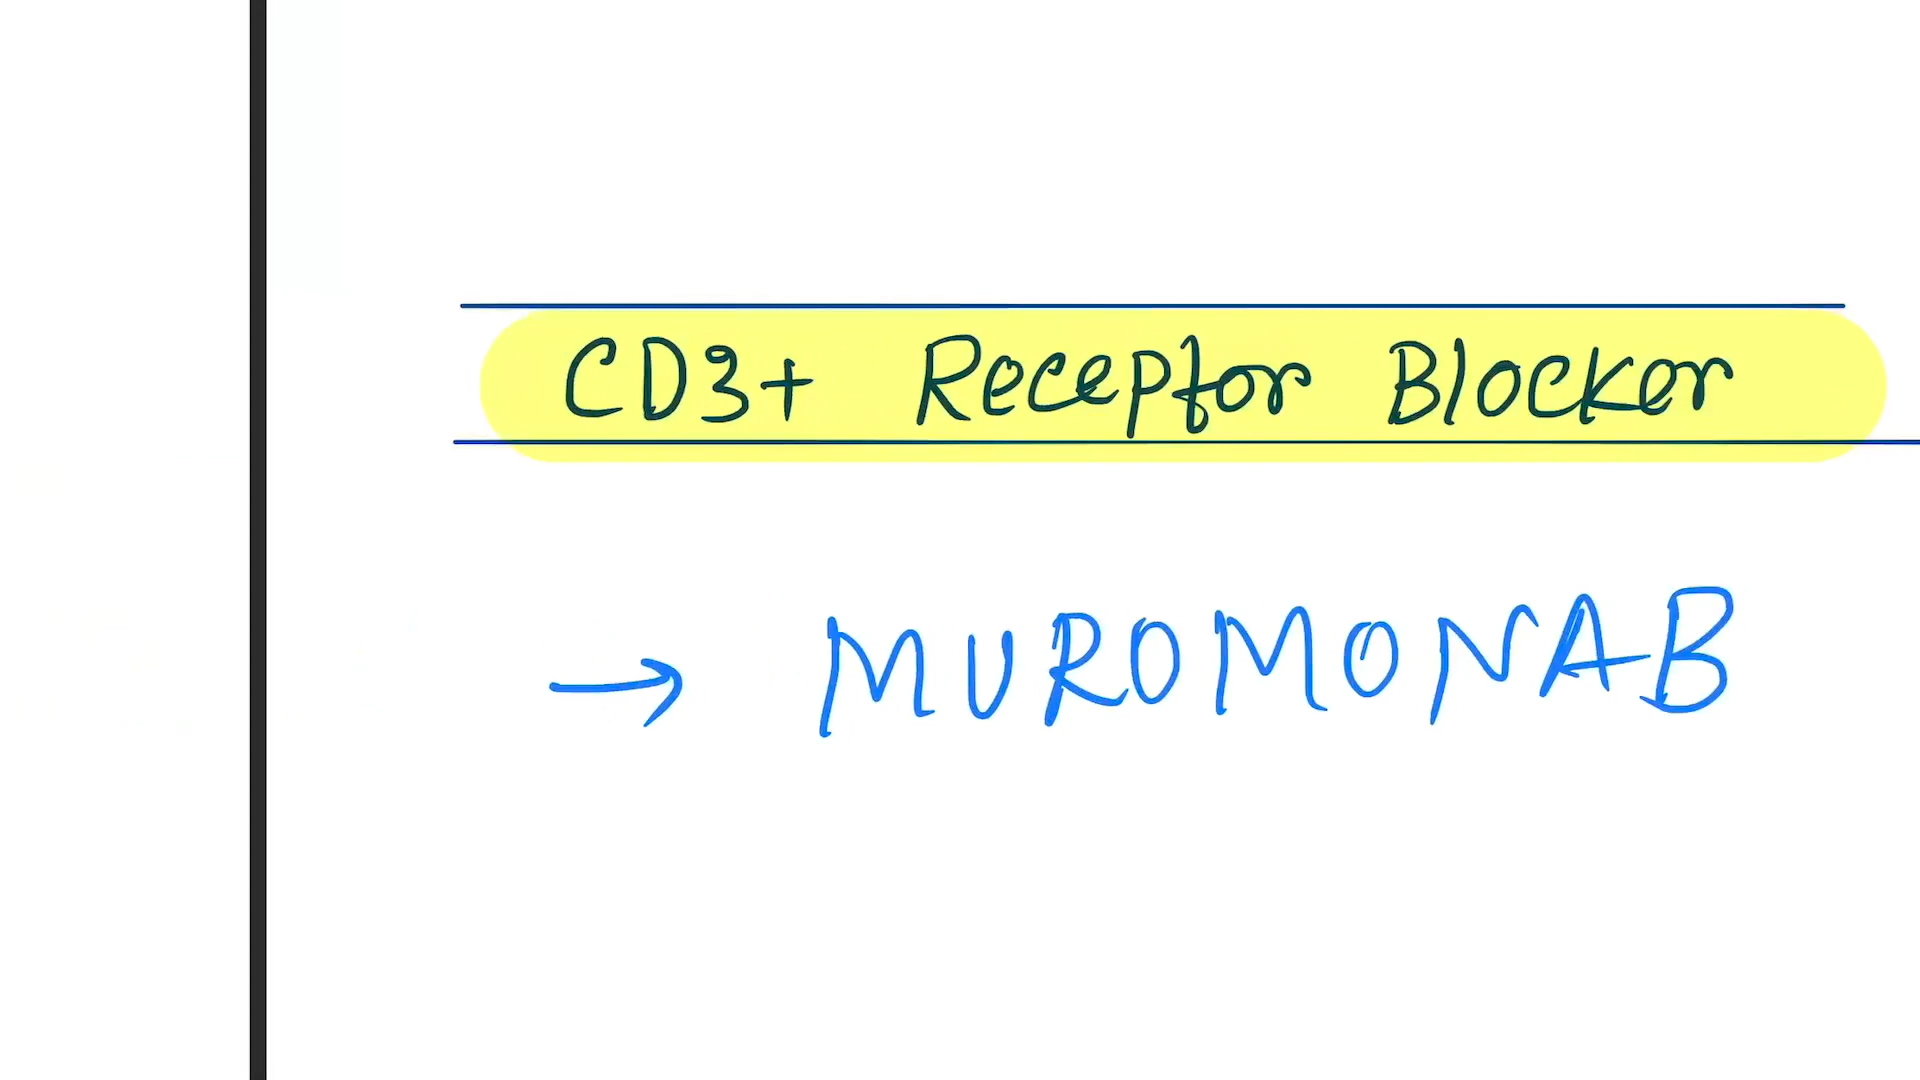 CD3+ Receptor Blocker
→ MUROMONAB